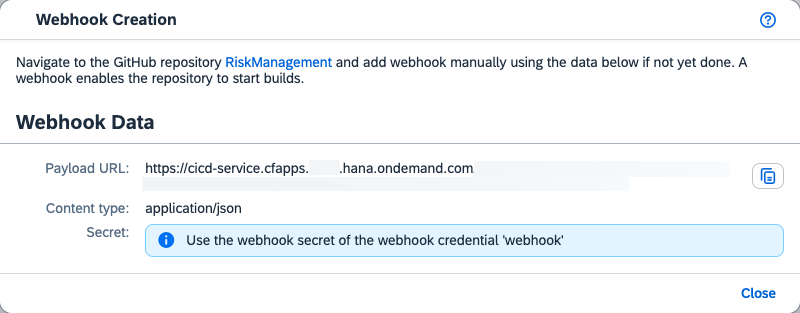 Webhook Creation
Navigate to the GitHub repository RiskManagement and add webhook manually using the data below if not yet done. A
webhook enables the repository to start builds.
Webhook Data
Payload URL: https://cicd-service.cfapps. .hana.ondemand.com
Content type: application/json
Secret: Use the webhook secret of the webhook credential 'webhook'
Close